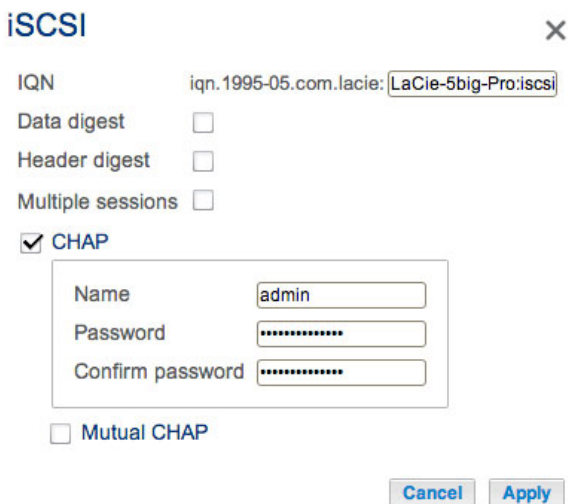 iSCSI
IQN iqn.1995-05.com.lacie: LaCie-5big-Pro:iscsi
Data digest
Header digest
Multiple sessions
CHAP
Name admin
Password ••••••••••••••
Confirm password ••••••••••••••
Mutual CHAP
Cancel Apply